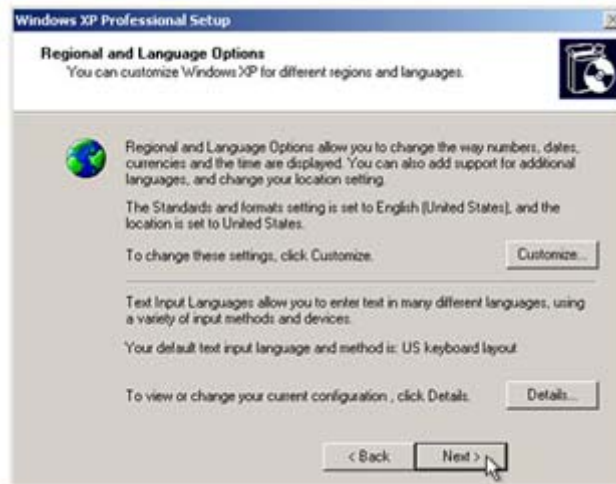 Windows XP Professional Setup
Regional and Language Options
You can customize Windows XP for different regions and languages.
Regional and Language Options allow you to change the way numbers, dates,
currencies and the time are displayed. You can also add support for additional
languages, and change your location setting.
The Standards and formats setting is set to English (United States), and the
location is set to United States.
To change these settings, click Customize.
Customize...
Text Input Languages allow you to enter text in many different languages, using
a variety of input methods and devices.
Your default text input language and method is: US keyboard layout
To view or change your current configuration , click Details.
Details...
< Back
Next >